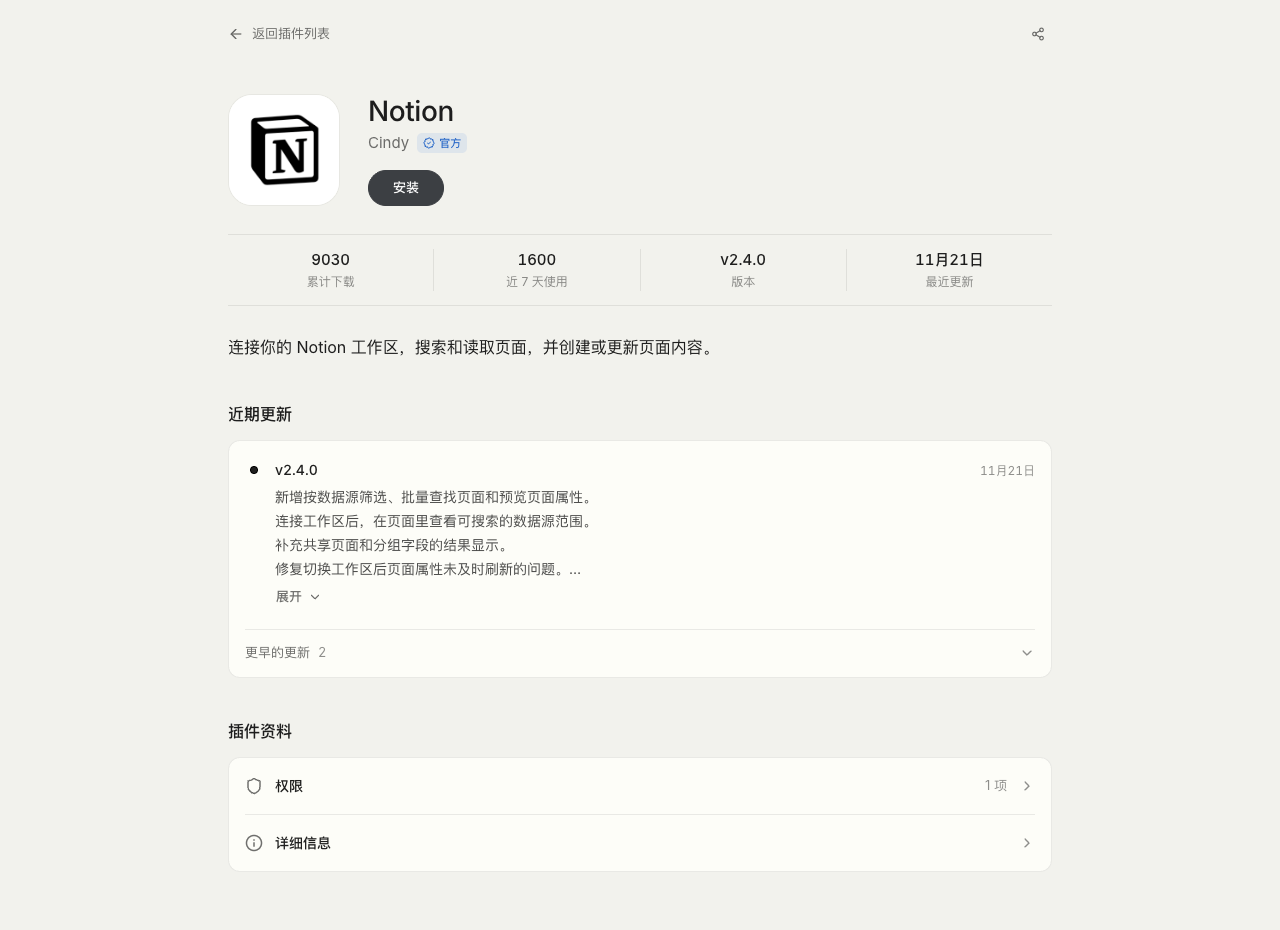 返回插件列表
N
Notion
Cindy 官方
安装
9030
累计下载
1600
近 7 天使用
v2.4.0
版本
11月21日
最近更新
连接你的 Notion 工作区，搜索和读取页面，并创建或更新页面内容。
近期更新
v2.4.0 11月21日
新增按数据源筛选、批量查找页面和预览页面属性。
连接工作区后，在页面里查看可搜索的数据源范围。
补充共享页面和分组字段的结果显示。
修复切换工作区后页面属性未及时刷新的问题。...
展开
更早的更新 2
插件资料
权限 1 项
详细信息